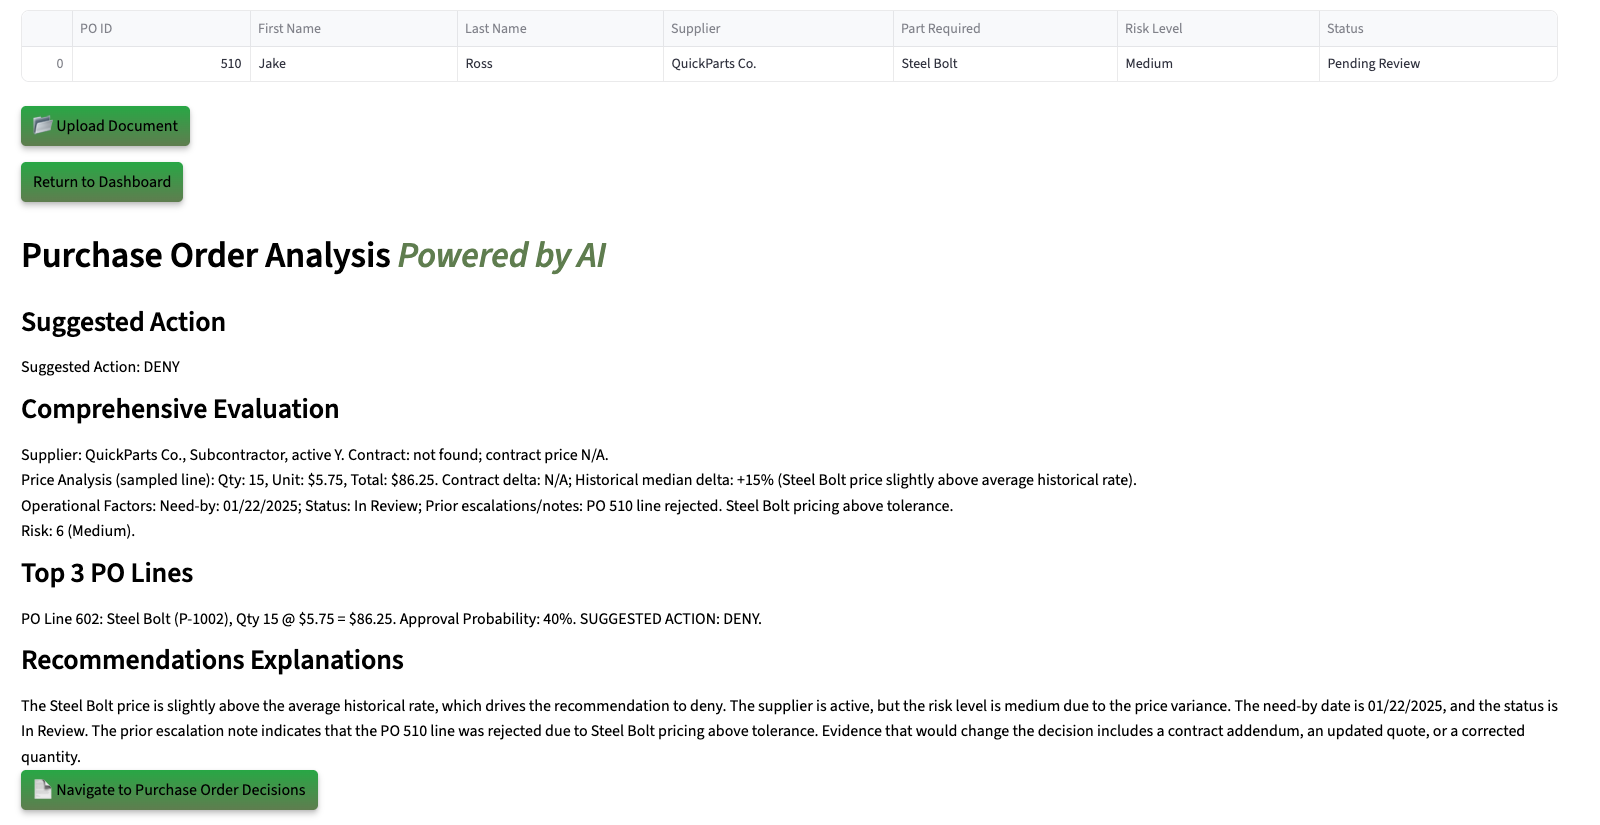 PO ID First Name Last Name Supplier Part Required Risk Level Status
0 510 Jake Ross QuickParts Co. Steel Bolt Medium Pending Review
Upload Document
Return to Dashboard
Purchase Order Analysis Powered by AI
Suggested Action
Suggested Action: DENY
Comprehensive Evaluation
Supplier: QuickParts Co., Subcontractor, active Y. Contract: not found; contract price N/A.
Price Analysis (sampled line): Qty: 15, Unit: $5.75, Total: $86.25. Contract delta: N/A; Historical median delta: +15% (Steel Bolt price slightly above average historical rate).
Operational Factors: Need-by: 01/22/2025; Status: In Review; Prior escalations/notes: PO 510 line rejected. Steel Bolt pricing above tolerance.
Risk: 6 (Medium).
Top 3 PO Lines
PO Line 602: Steel Bolt (P-1002), Qty 15 @ $5.75 = $86.25. Approval Probability: 40%. SUGGESTED ACTION: DENY.
Recommendations Explanations
The Steel Bolt price is slightly above the average historical rate, which drives the recommendation to deny. The supplier is active, but the risk level is medium due to the price variance. The need-by date is 01/22/2025, and the status is
In Review. The prior escalation note indicates that the PO 510 line was rejected due to Steel Bolt pricing above tolerance. Evidence that would change the decision includes a contract addendum, an updated quote, or a corrected
quantity.
Navigate to Purchase Order Decisions